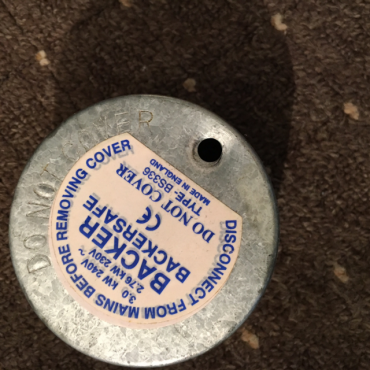 DO NOT COVER
DISCONNECT FROM MAINS BEFORE REMOVING COVER
3.0 kW 240V~
2.76 kW 230V~
BACKER
BACKERSAFE
CE
DO NOT COVER
TYPE: BS336
MADE IN ENGLAND